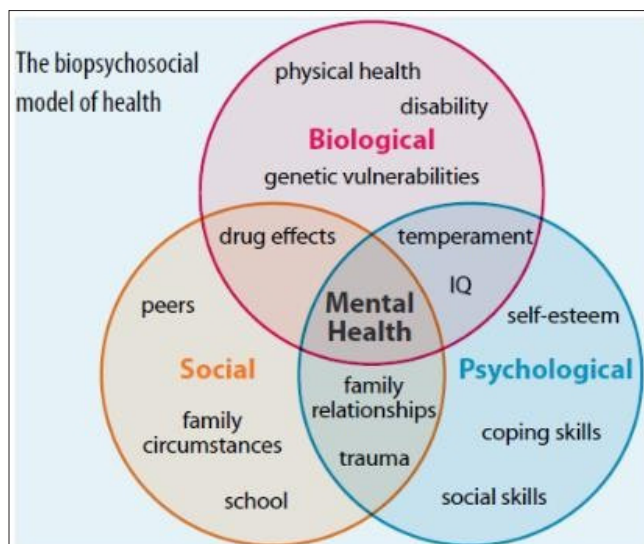 The biopsychosocial
model of health
physical health
disability
Biological
genetic vulnerabilities
drug effects
temperament
IQ
peers
Mental
Health
self-esteem
Social
Psychological
family
relationships
family
circumstances
coping skills
trauma
school
social skills